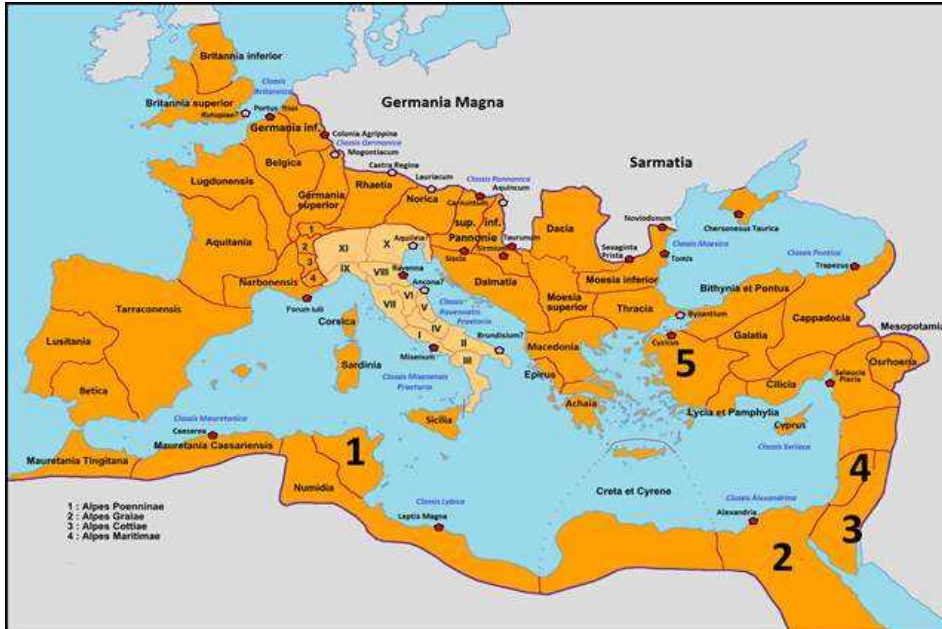 Britannia inferior
Classis
Britannica
Britannia superior
Rutupiae?
Portus Itius
Germania Magna
Germania inf.
Colonia Agrippina
Classis Germanica
Mogontiacum
Belgica
Castra Regina
Lauriacum
Classis Pannonica
Aquincum
Carnuntum
Sarmatia
Lugdunensis
Germania
superior
Rhaetia
Norica
sup.
inf.
Pannonie
Taurunum
Sirmium
Siscia
Dacia
Noviodunum
Sexaginta
Prista
Classis Moesica
Tomis
Chersonesus Taurica
Classis Pontica
Trapezus
Aquitania
1
2
3
4
XI
X
Aquileia?
IX
VIII
Ravenna
Narbonensis
Forum Iulii
VII
VI
V
Ancona?
Classis
Ravennatis
Praetoria
IV
I
II
III
Brundisium?
Misenum
Dalmatia
Moesia
superior
Moesia inferior
Thracia
Byzantium
Cyzicus
Bithynia et Pontus
Galatia
Cappadocia
Mesopotamia
Osrhoena
Tarraconensis
Lusitania
Betica
Corsica
Sardinia
Classis Misenensis
Praetoria
Sicilia
Macedonia
Epirus
Achaia
5
Cilicia
Seleucia
Pieria
Lycia et Pamphylia
Cyprus
Classis Syriaca
Classis Mauretanica
Caesarea
Mauretania Caesariensis
Mauretania Tingitana
1
Numidia
Classis Lybica
Leptis Magna
Creta et Cyrene
Classis Alexandrina
Alexandria
4
2
3
1 : Alpes Poenninae
2 : Alpes Graiae
3 : Alpes Cottiae
4 : Alpes Maritimae